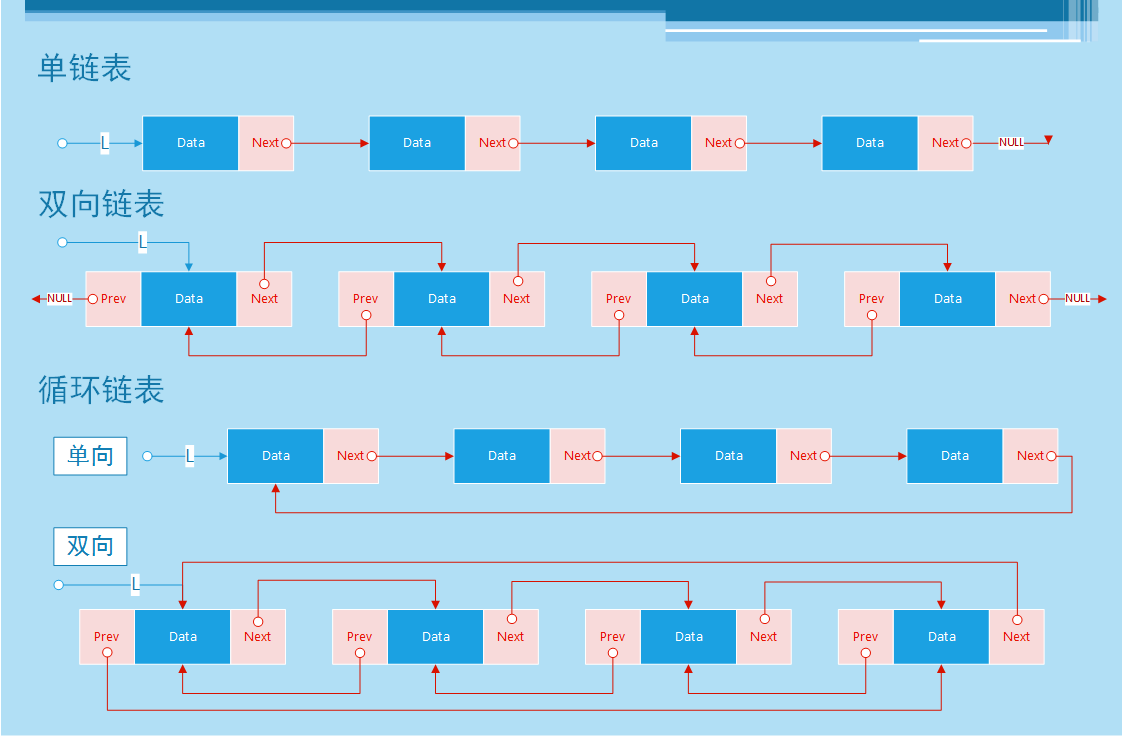 单链表
L Data Next Data Next Data Next Data Next NULL
双向链表
L
NULL Prev Data Next Prev Data Next Prev Data Next Prev Data Next NULL
循环链表
单向 L Data Next Data Next Data Next Data Next
双向
L
Prev Data Next Prev Data Next Prev Data Next Prev Data Next